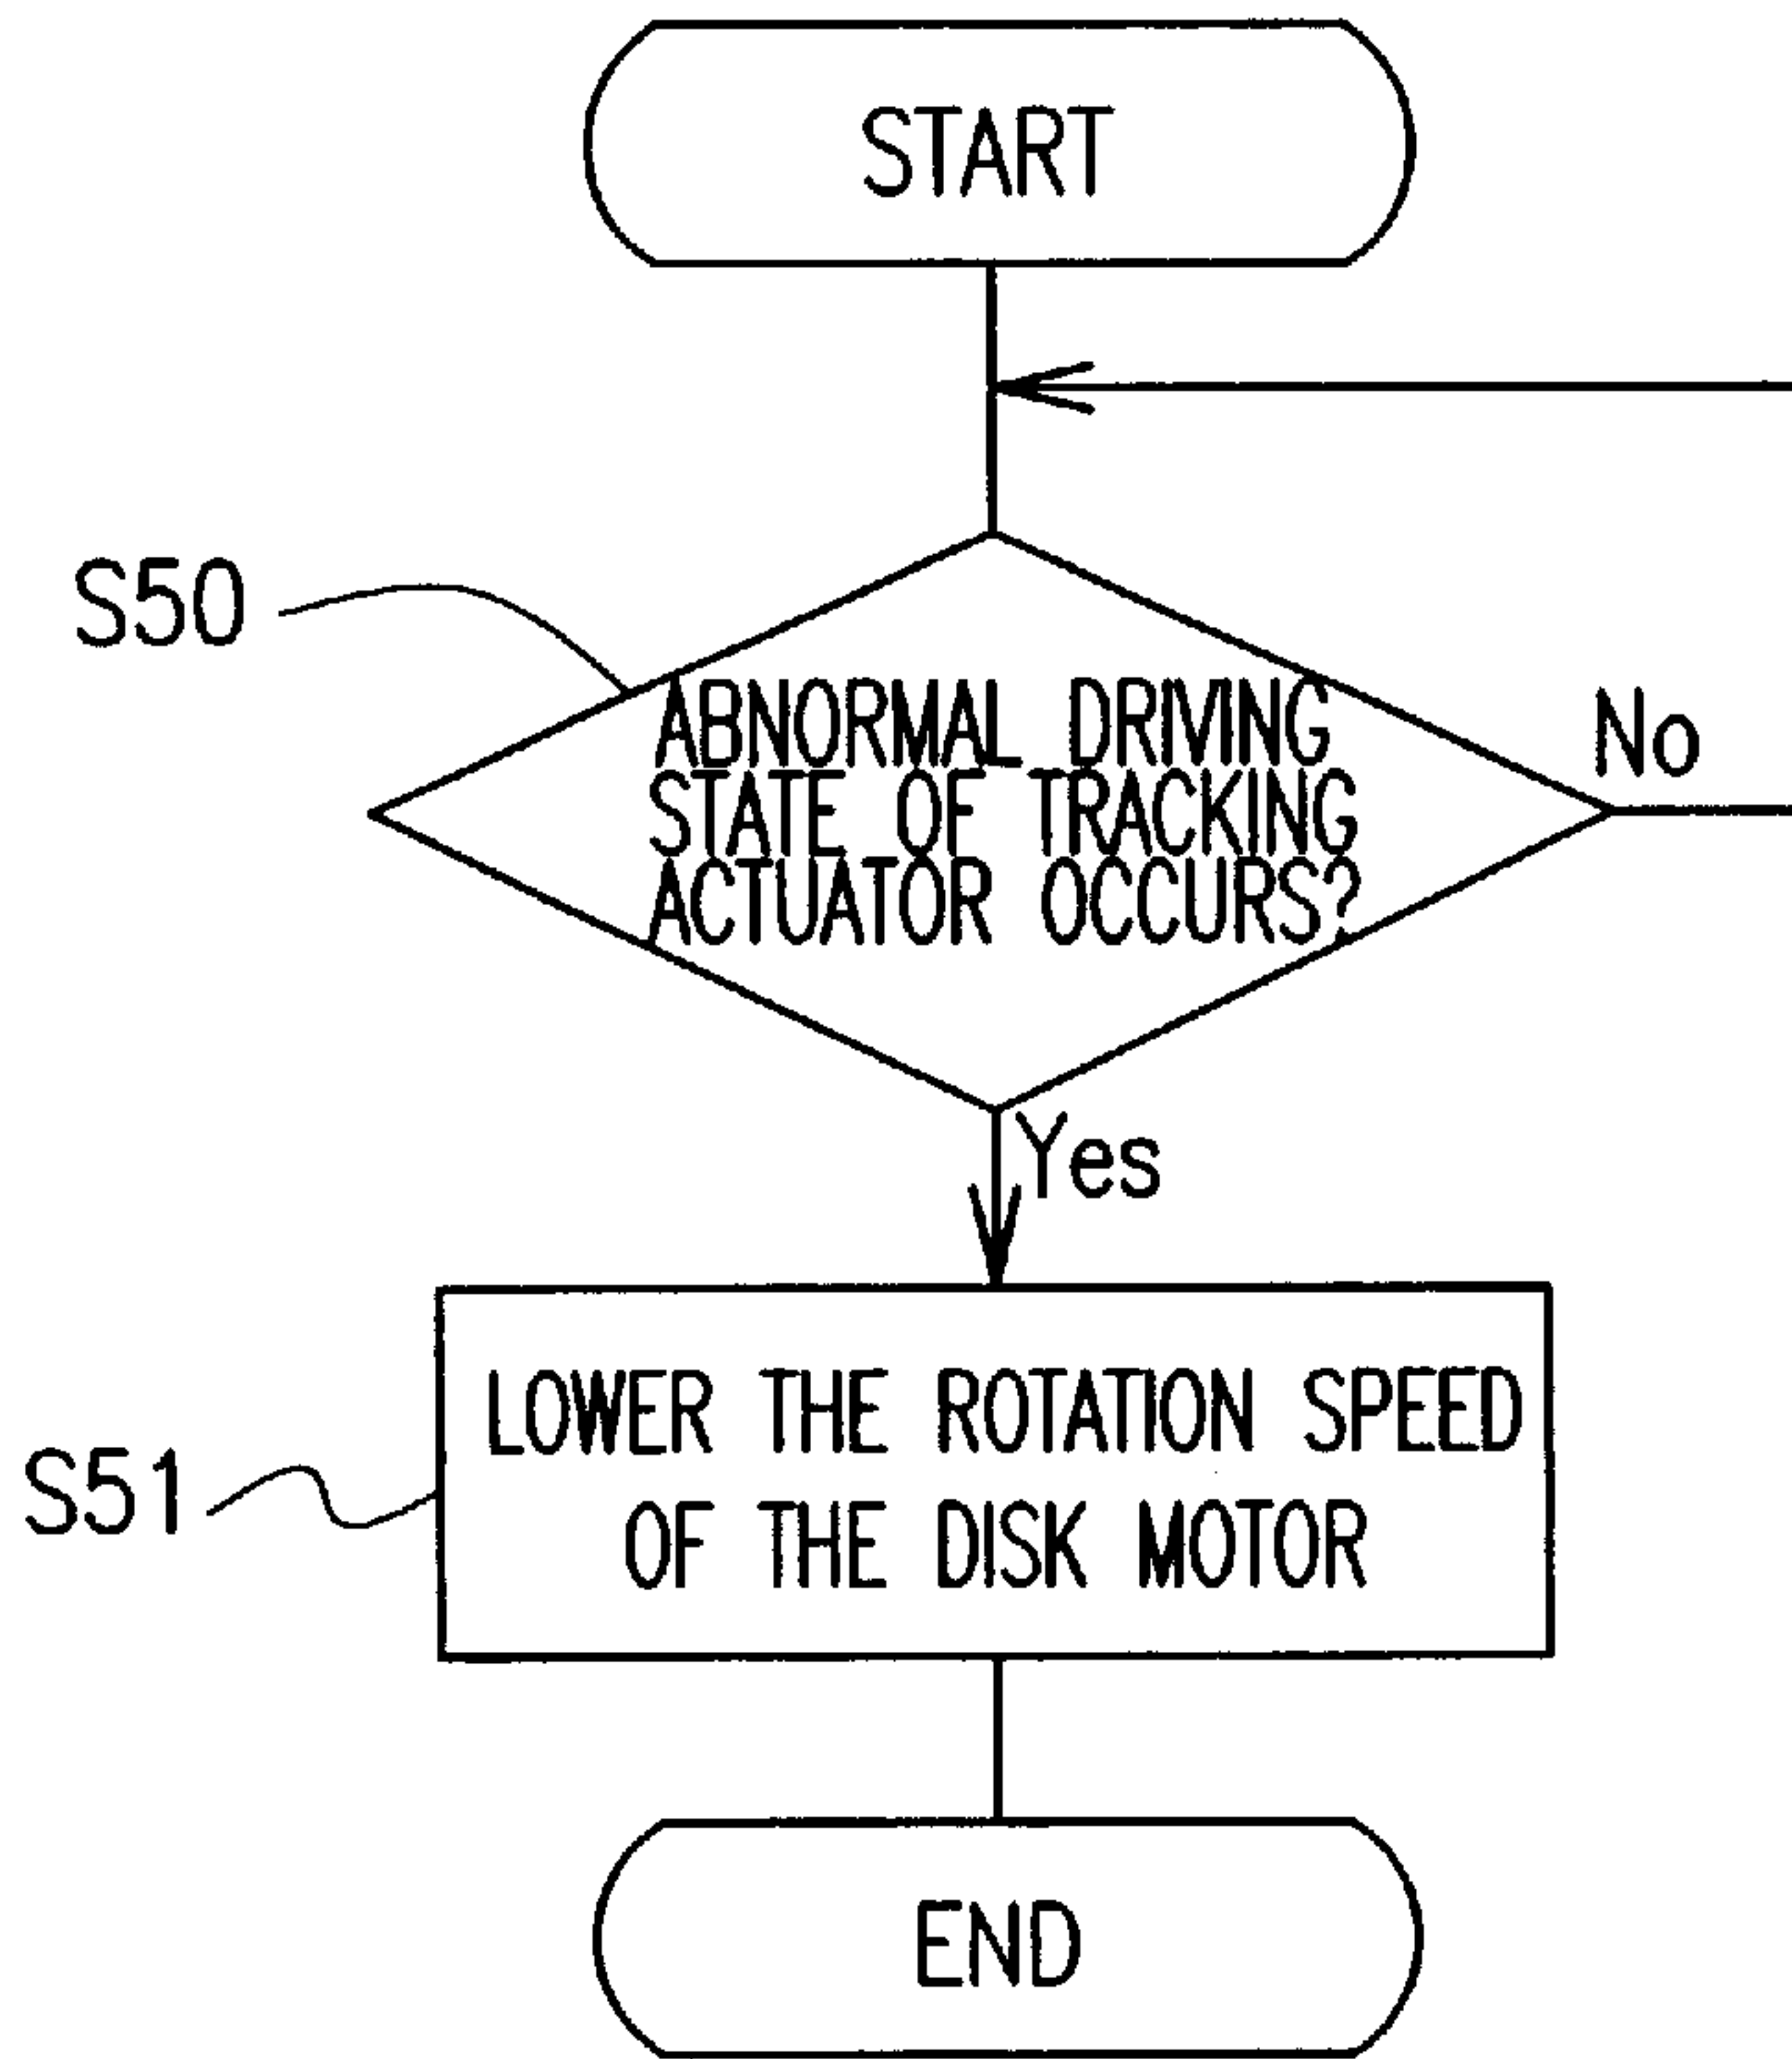 START
S50
ABNORMAL DRIVING
STATE OF TRACKING
ACTUATOR OCCURS?
No
Yes
LOWER THE ROTATION SPEED
OF THE DISK MOTOR
S51
END